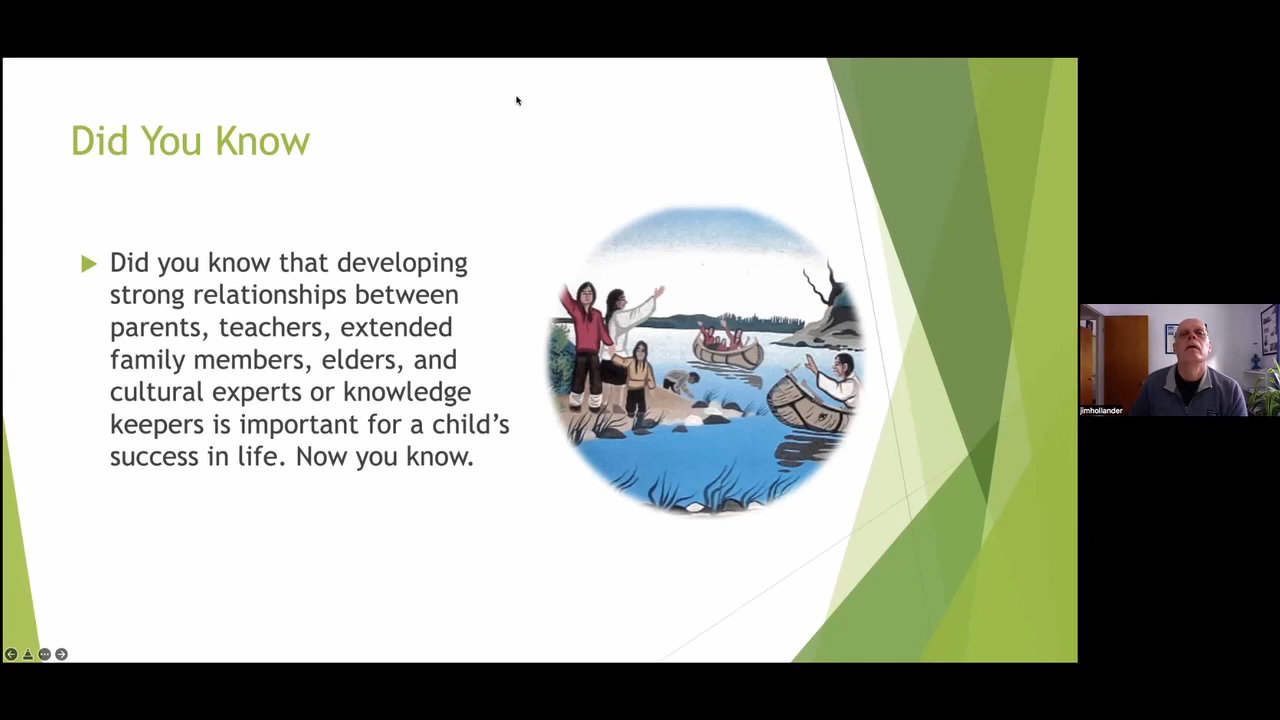 Did You Know
Did you know that developing
strong relationships between
parents, teachers, extended
family members, elders, and
cultural experts or knowledge
keepers is important for a child’s
success in life. Now you know.
jimhollander